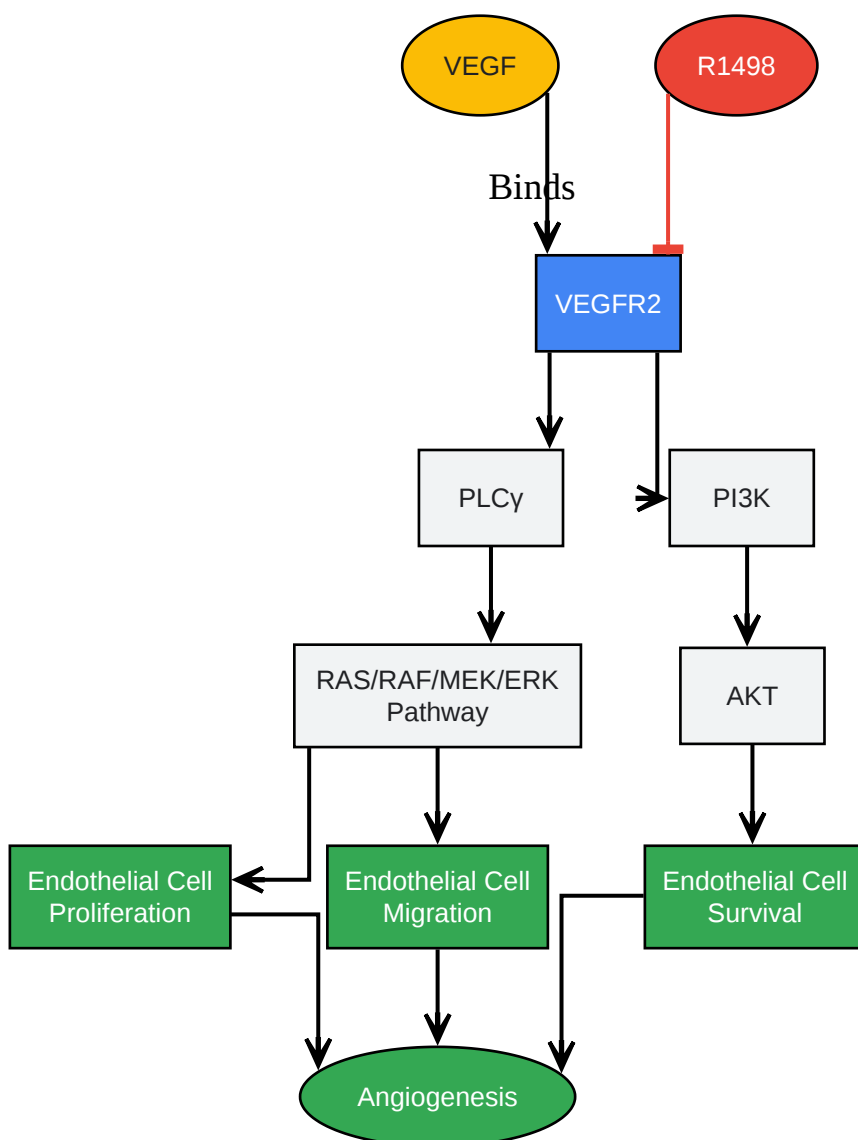 VEGF
R1498
Binds
VEGFR2
PLCγ
PI3K
RAS/RAF/MEK/ERK
Pathway
AKT
Endothelial Cell
Proliferation
Endothelial Cell
Migration
Endothelial Cell
Survival
Angiogenesis